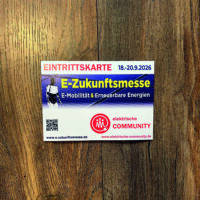 EINTRITTSKARTE 18.-20.9.2026
E-Zukunftsmesse
E-Mobilität & Erneuerbare Energien
elektrische
COMMUNITY
www.e-zukunftsmesse.de
www.elektrische-community.de